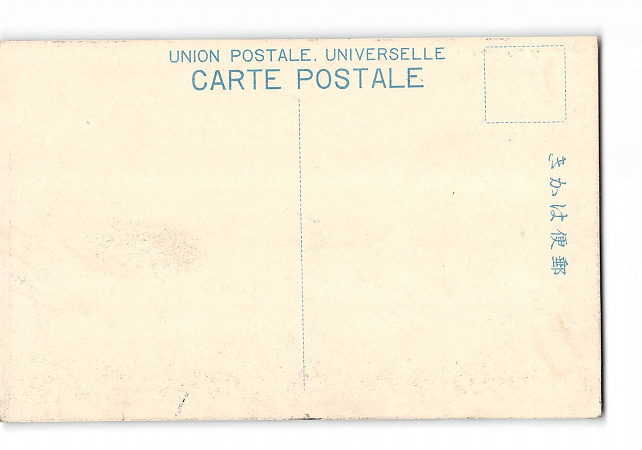 UNION POSTALE. UNIVERSELLE
CARTE POSTALE
きかは便郵